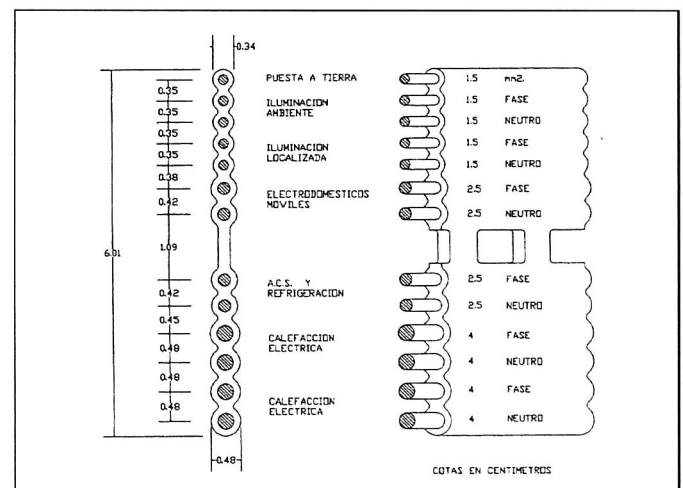 0.34
PUESTA A TIERRA 1.5 mm2.
0.35
ILUMINACION
AMBIENTE
1.5 FASE
0.35
1.5 NEUTRO
0.35
ILUMINACION
LOCALIZADA
1.5 FASE
0.35
1.5 NEUTRO
0.38
ELECTRODOMESTICOS
MOVILES
2.5 FASE
0.42
2.5 NEUTRO
6.01
1.09
A.C.S. Y
REFRIGERACION
2.5 FASE
0.42
2.5 NEUTRO
0.45
CALEFACCION
ELECTRICA
4 FASE
0.48
4 NEUTRO
0.48
CALEFACCION
ELECTRICA
4 FASE
0.48
4 NEUTRO
0.48
COTAS EN CENTIMETROS